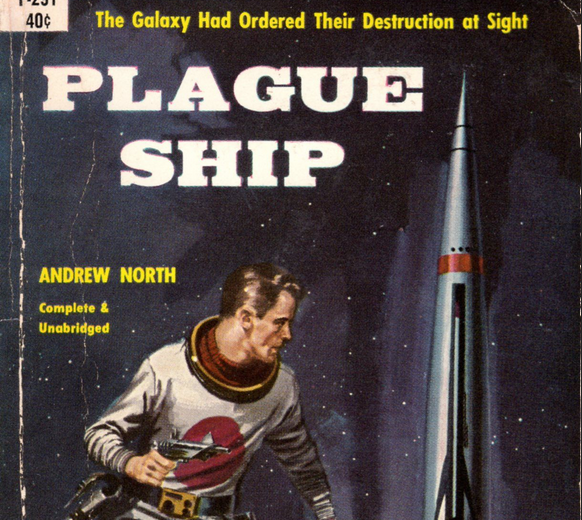 40¢
The Galaxy Had Ordered Their Destruction at Sight
PLAGUE
SHIP
ANDREW NORTH
Complete &
Unabridged